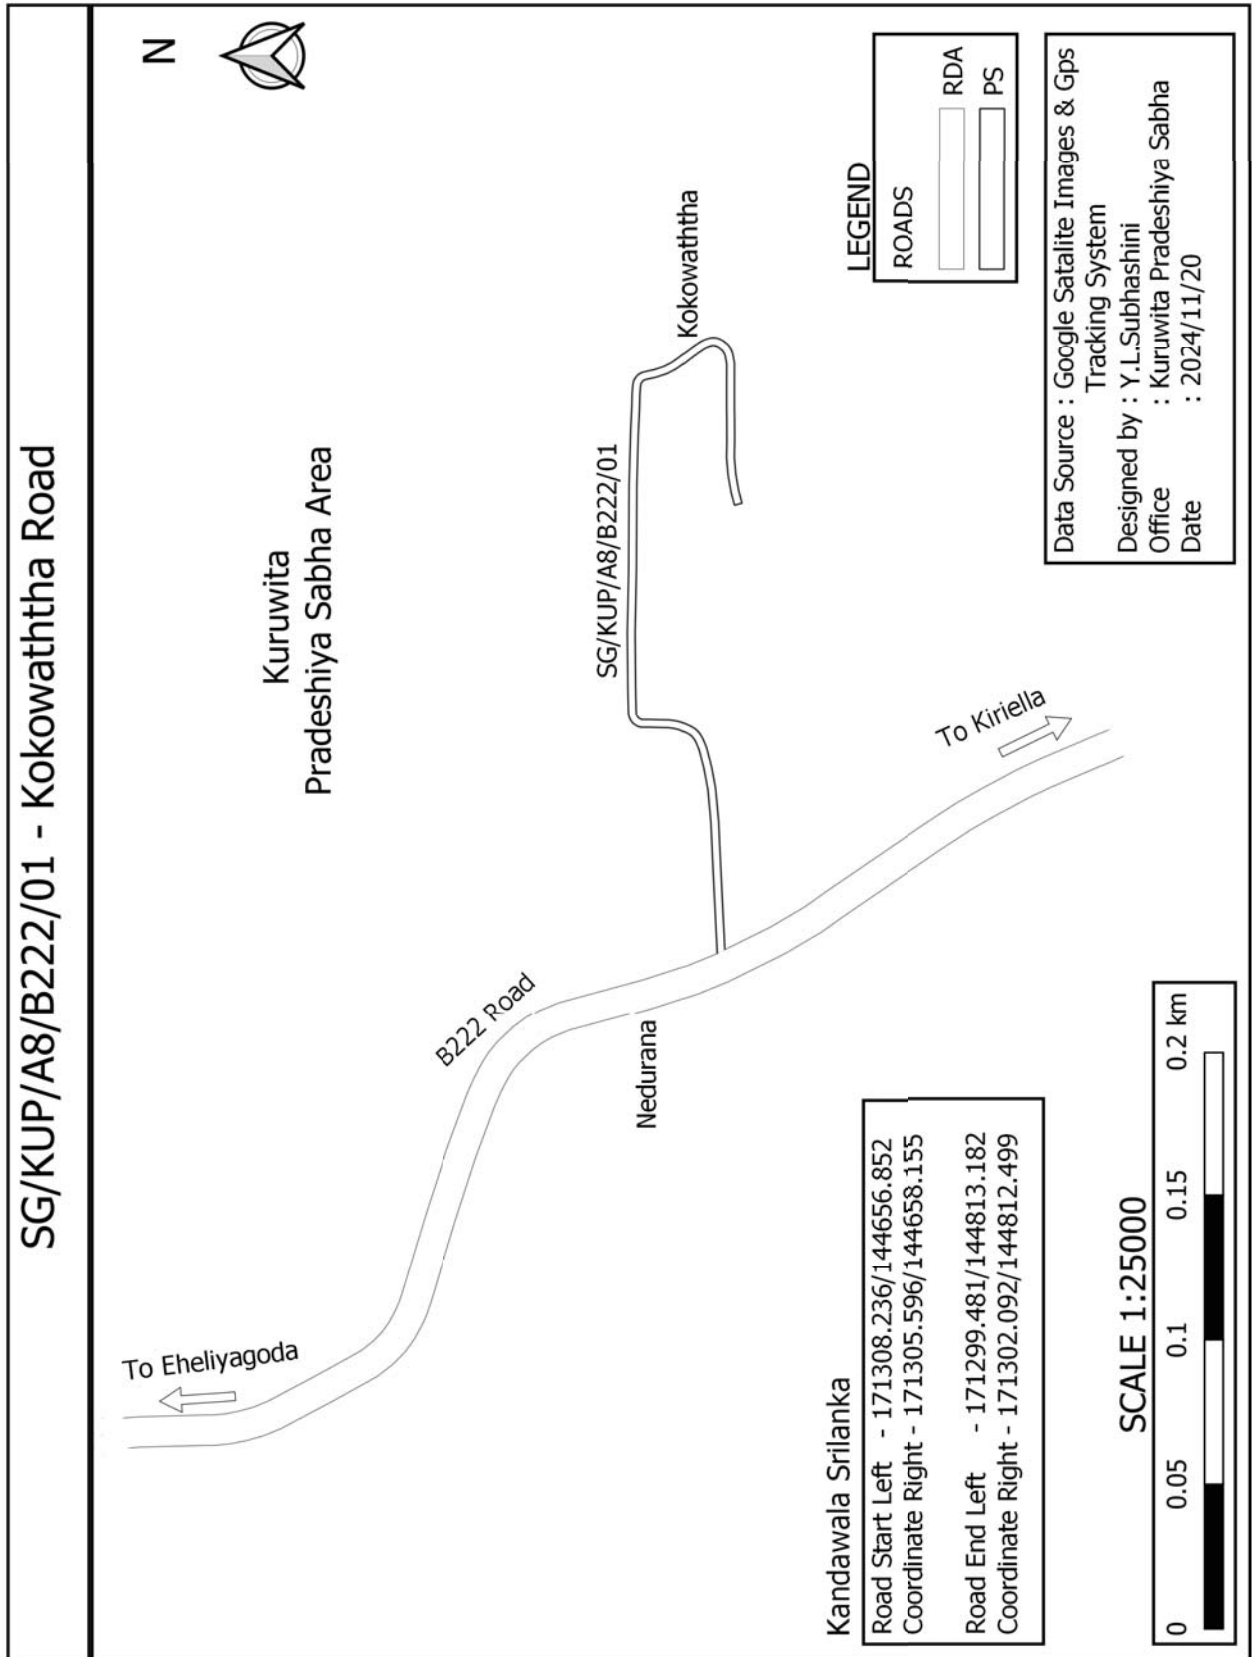 SG/KUP/A8/B222/01 - Kokowaththa Road
N
Kuruwita
Pradeshiya Sabha Area
To Eheliyagoda
B222 Road
Nedurana
SG/KUP/A8/B222/01
Kokowaththa
To Kiriella
Kandawala Srilanka
Road Start Left - 171308.236/144656.852
Coordinate Right - 171305.596/144658.155
Road End Left - 171299.481/144813.182
Coordinate Right - 171302.092/144812.499
SCALE 1:25000
0 0.05 0.1 0.15 0.2 km
LEGEND
ROADS
RDA
PS
Data Source : Google Satalite Images & Gps
Tracking System
Designed by : Y.L.Subhashini
Office : Kuruwita Pradeshiya Sabha
Date : 2024/11/20